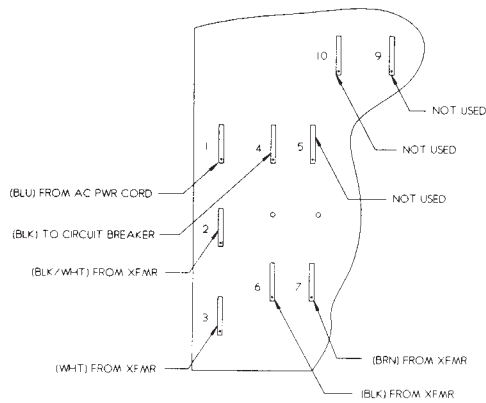 10
9
NOT USED
NOT USED
1
4
5
(BLU) FROM AC PWR CORD
NOT USED
(BLK) TO CIRCUIT BREAKER
2
(BLK/WHT) FROM XFMR
6
7
3
(BRN) FROM XFMR
(WHT) FROM XFMR
(BLK) FROM XFMR